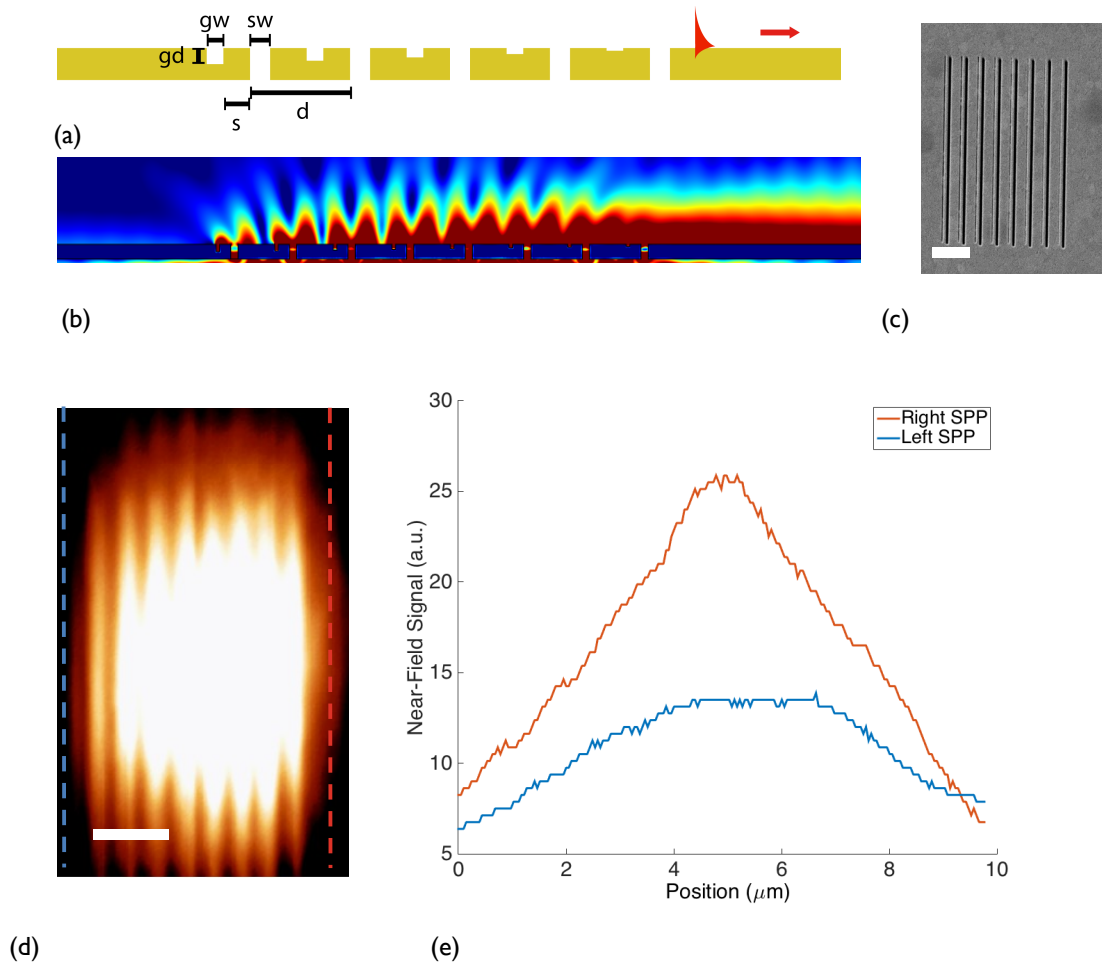 gw
sw
gd
s
d
(a)
(b)
(c)
30
25
20
15
10
5
Near-Field Signal (a.u.)
Right SPP
Left SPP
0
2
4
6
8
10
Position (μm)
(d)
(e)